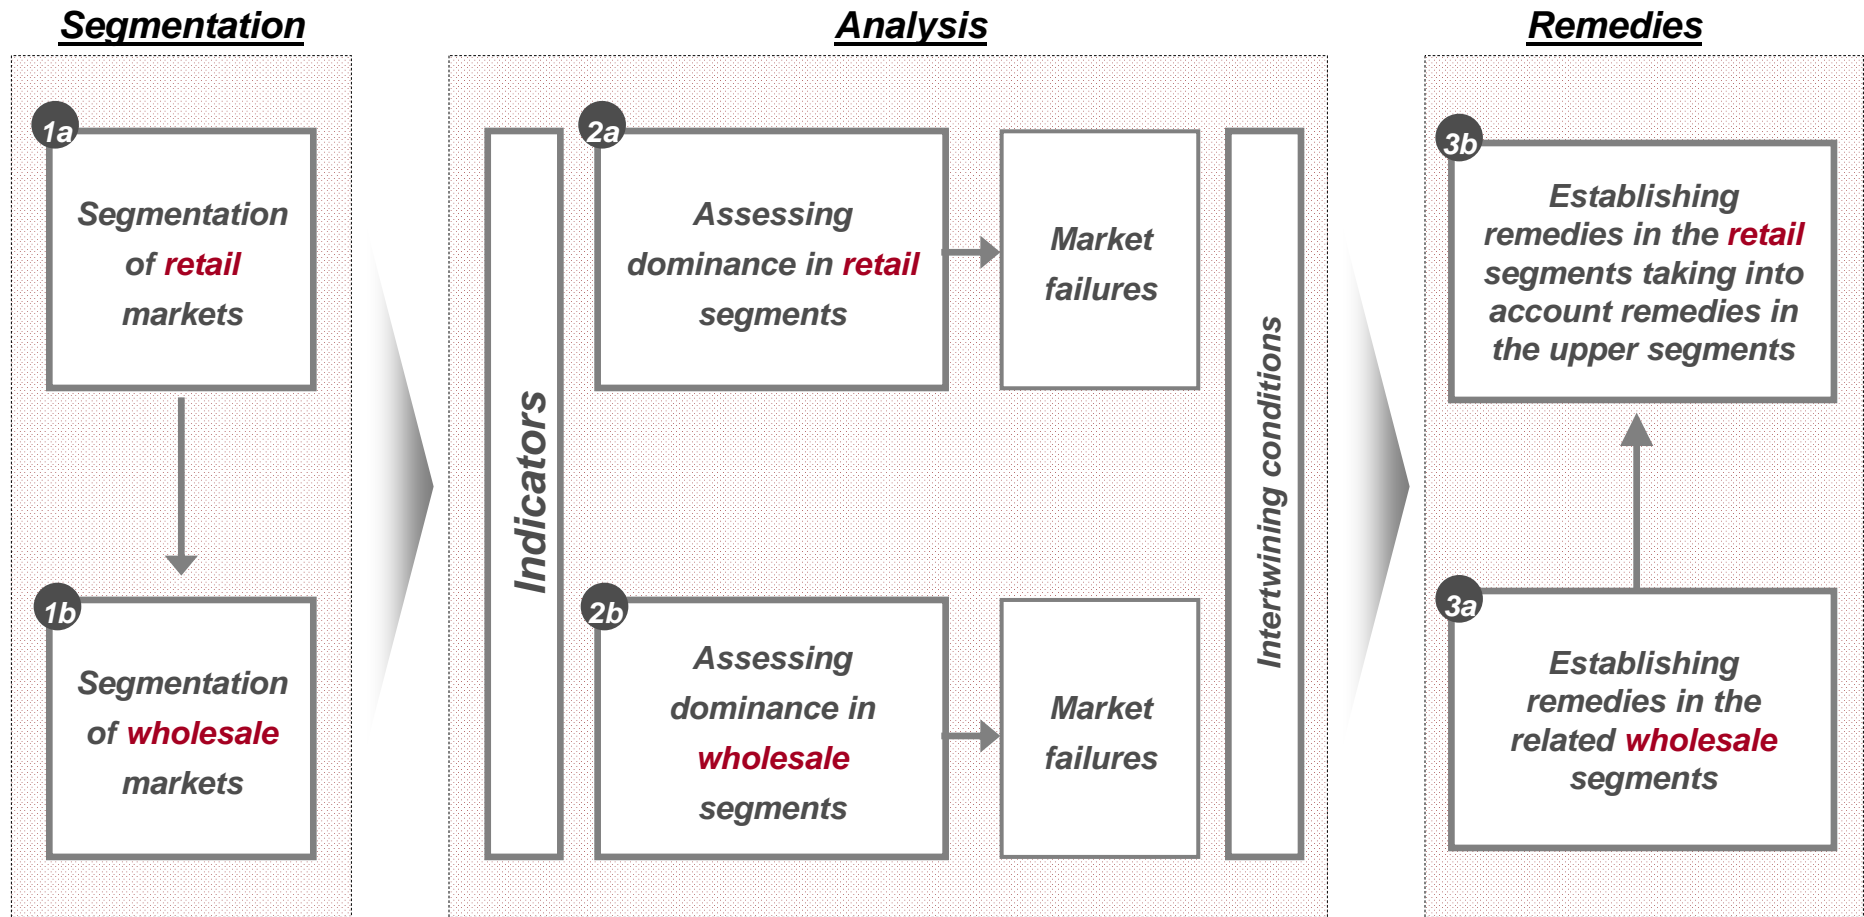 Segmentation
Analysis
Remedies
1a
Segmentation
of retail
markets
1b
Segmentation
of wholesale
markets
Indicators
2a
Assessing
dominance in retail
segments
Market
failures
2b
Assessing
dominance in
wholesale
segments
Market
failures
Intertwining conditions
3b
Establishing
remedies in the retail
segments taking into
account remedies in
the upper segments
3a
Establishing
remedies in the
related wholesale
segments